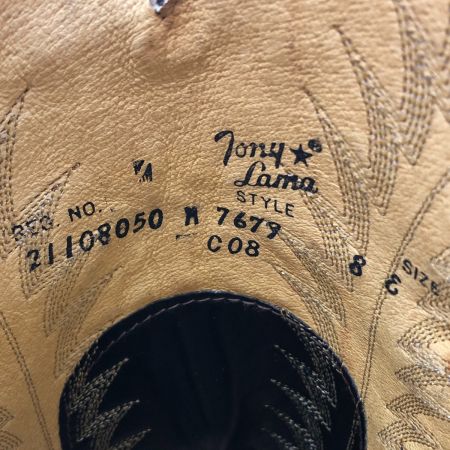 Tony ★ ®
Lama
STYLE
REG. NO.. M
21108050 M 7679
C08
SIZE
8 E